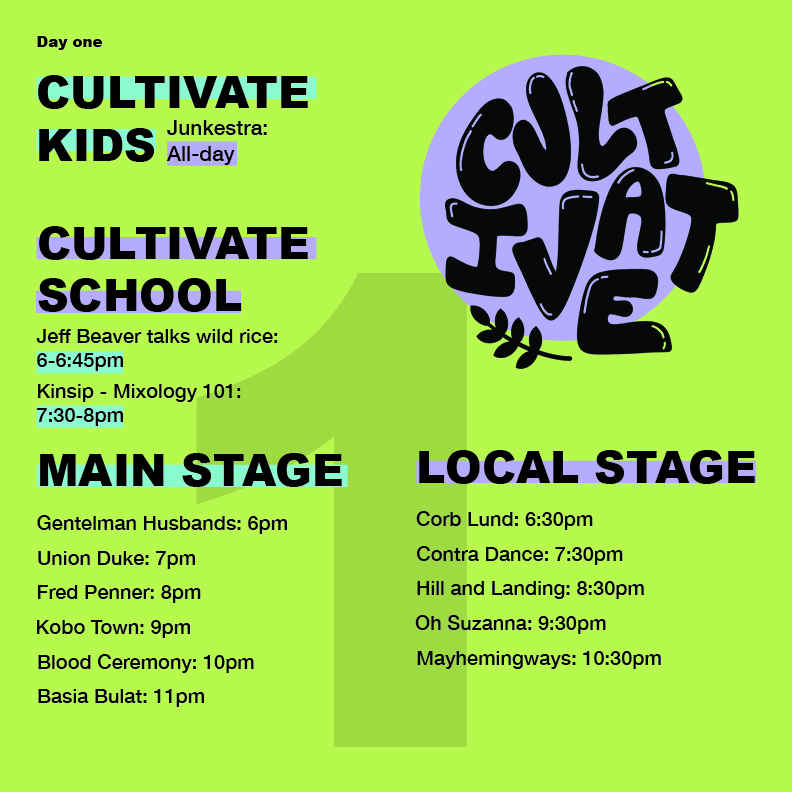 Day one
CULTIVATE
KIDS
Junkestra:
All-day
CULT
IVAT
E
CULTIVATE
SCHOOL
Jeff Beaver talks wild rice:
6-6:45pm
Kinsip - Mixology 101:
7:30-8pm
1
MAIN STAGE
Gentelman Husbands: 6pm
Union Duke: 7pm
Fred Penner: 8pm
Kobo Town: 9pm
Blood Ceremony: 10pm
Basia Bulat: 11pm
LOCAL STAGE
Corb Lund: 6:30pm
Contra Dance: 7:30pm
Hill and Landing: 8:30pm
Oh Suzanna: 9:30pm
Mayhemingways: 10:30pm